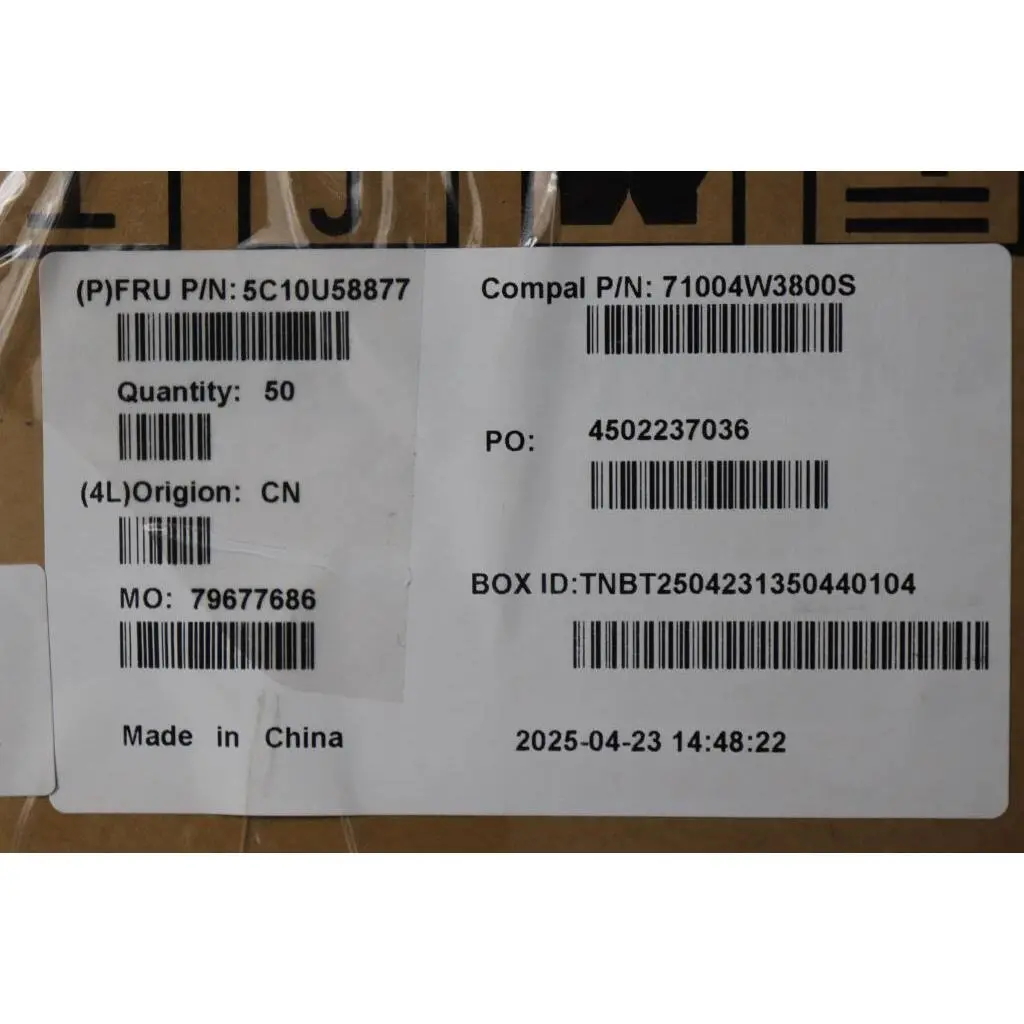 (P)FRU P/N: 5C10U58877
Quantity: 50
(4L)Origion: CN
MO: 79677686
Made in China
Compal P/N: 71004W3800S
PO: 4502237036
BOX ID:TNBT2504231350440104
2025-04-23 14:48:22